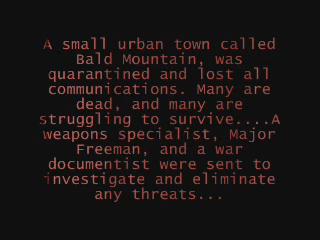 A small urban town called
Bald Mountain, was
quarantined and lost all
communications. Many are
dead, and many are
struggling to survive....A
weapons specialist, Major
Freeman, and a war
documentist were sent to
investigate and eliminate
any threats...